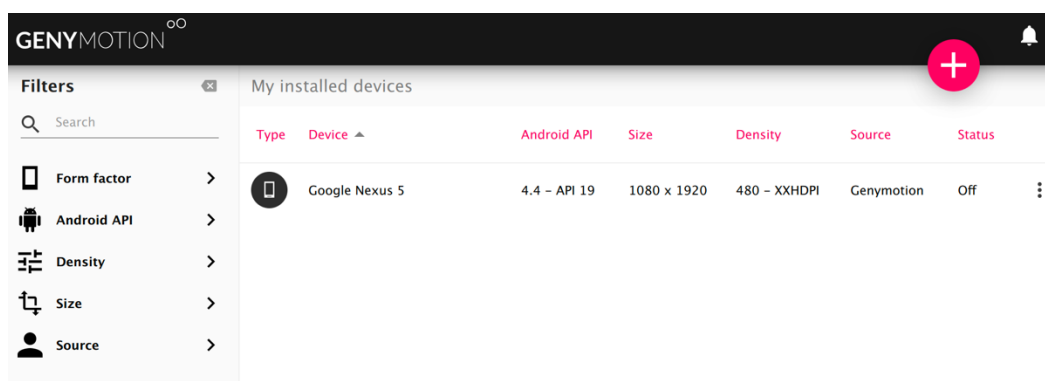 GENYMOTION
Filters
Search
Form factor
Android API
Density
Size
Source
My installed devices
Type Device Android API Size Density Source Status
Google Nexus 5 4.4 – API 19 1080 x 1920 480 – XXHDPI Genymotion Off